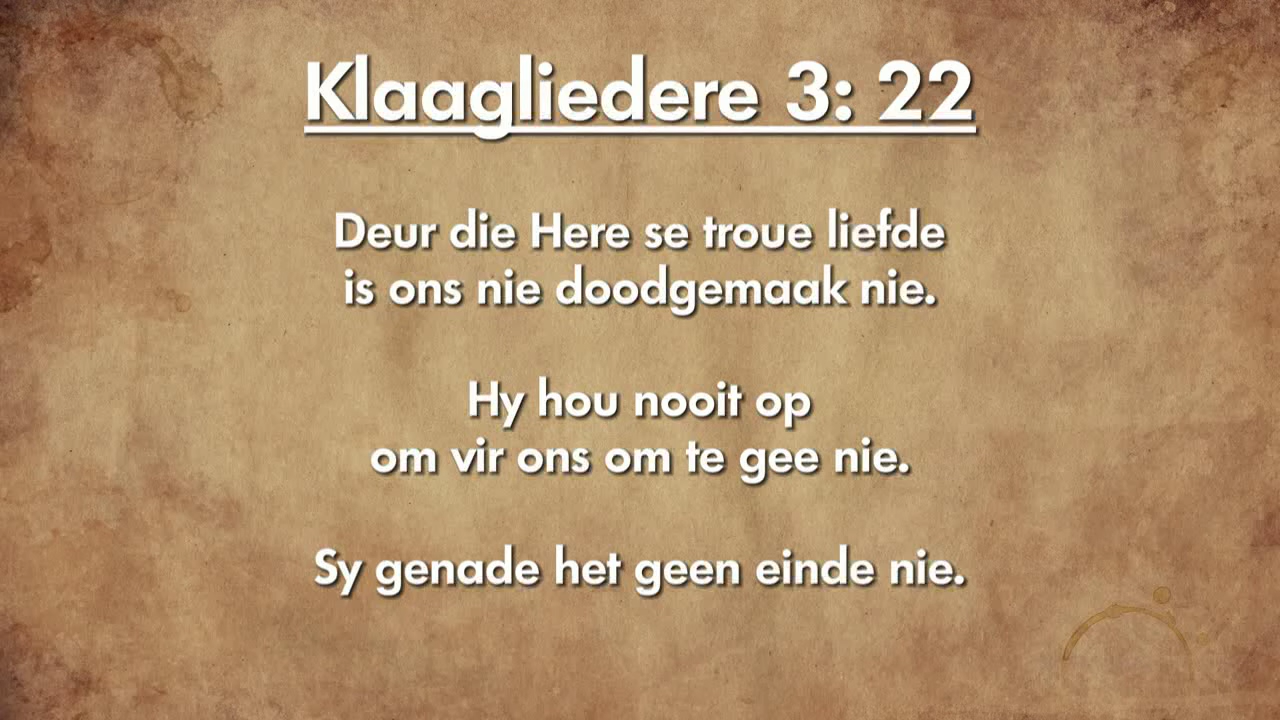 Klaagliedere 3: 22
Deur die Here se troue liefde
is ons nie doodgemaak nie.
Hy hou nooit op
om vir ons om te gee nie.
Sy genade het geen einde nie.